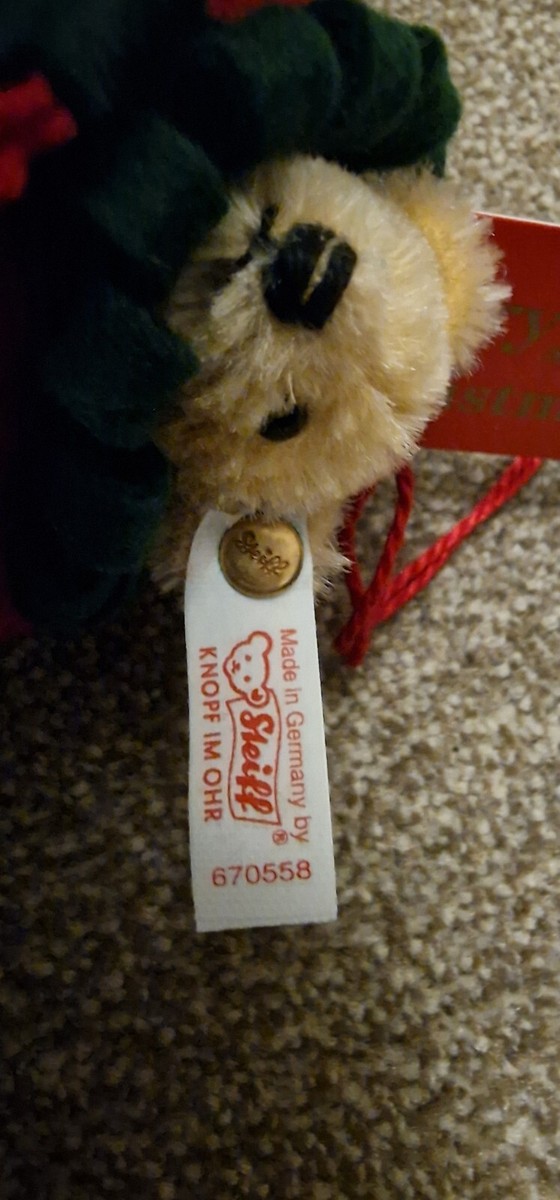 Steiff
Made in Germany by
Steiff®
KNOPF IM OHR
670558